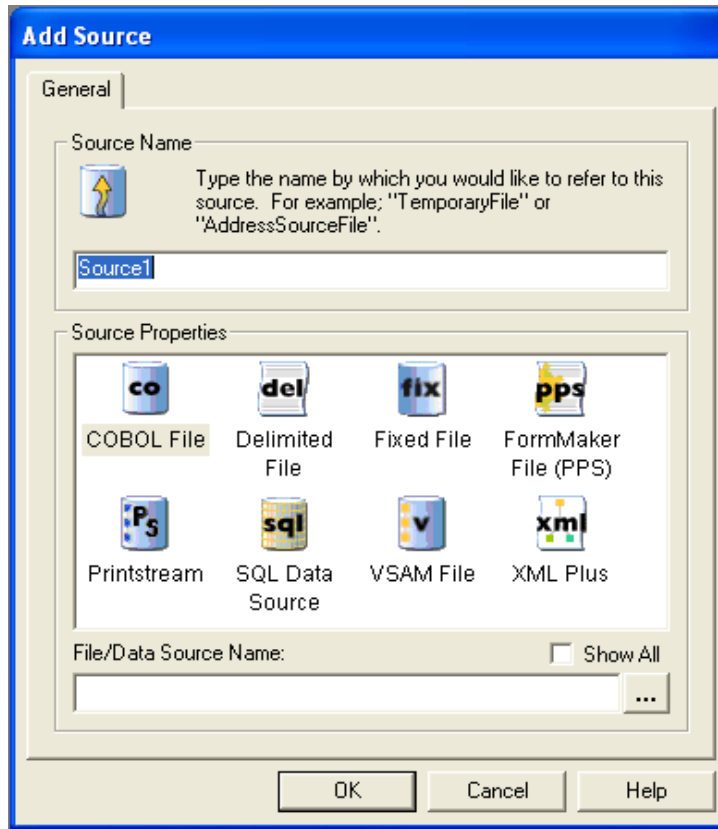 Add Source
General
Source Name
Type the name by which you would like to refer to this
source. For example; "TemporaryFile" or
"AddressSourceFile".
Source1
Source Properties
co
del
fix
pps
COBOL File
Delimited
File
Fixed File
FormMaker
File (PPS)
Ps
sql
v
xml
Printstream
SQL Data
Source
VSAM File
XML Plus
File/Data Source Name:
Show All
...
OK
Cancel
Help